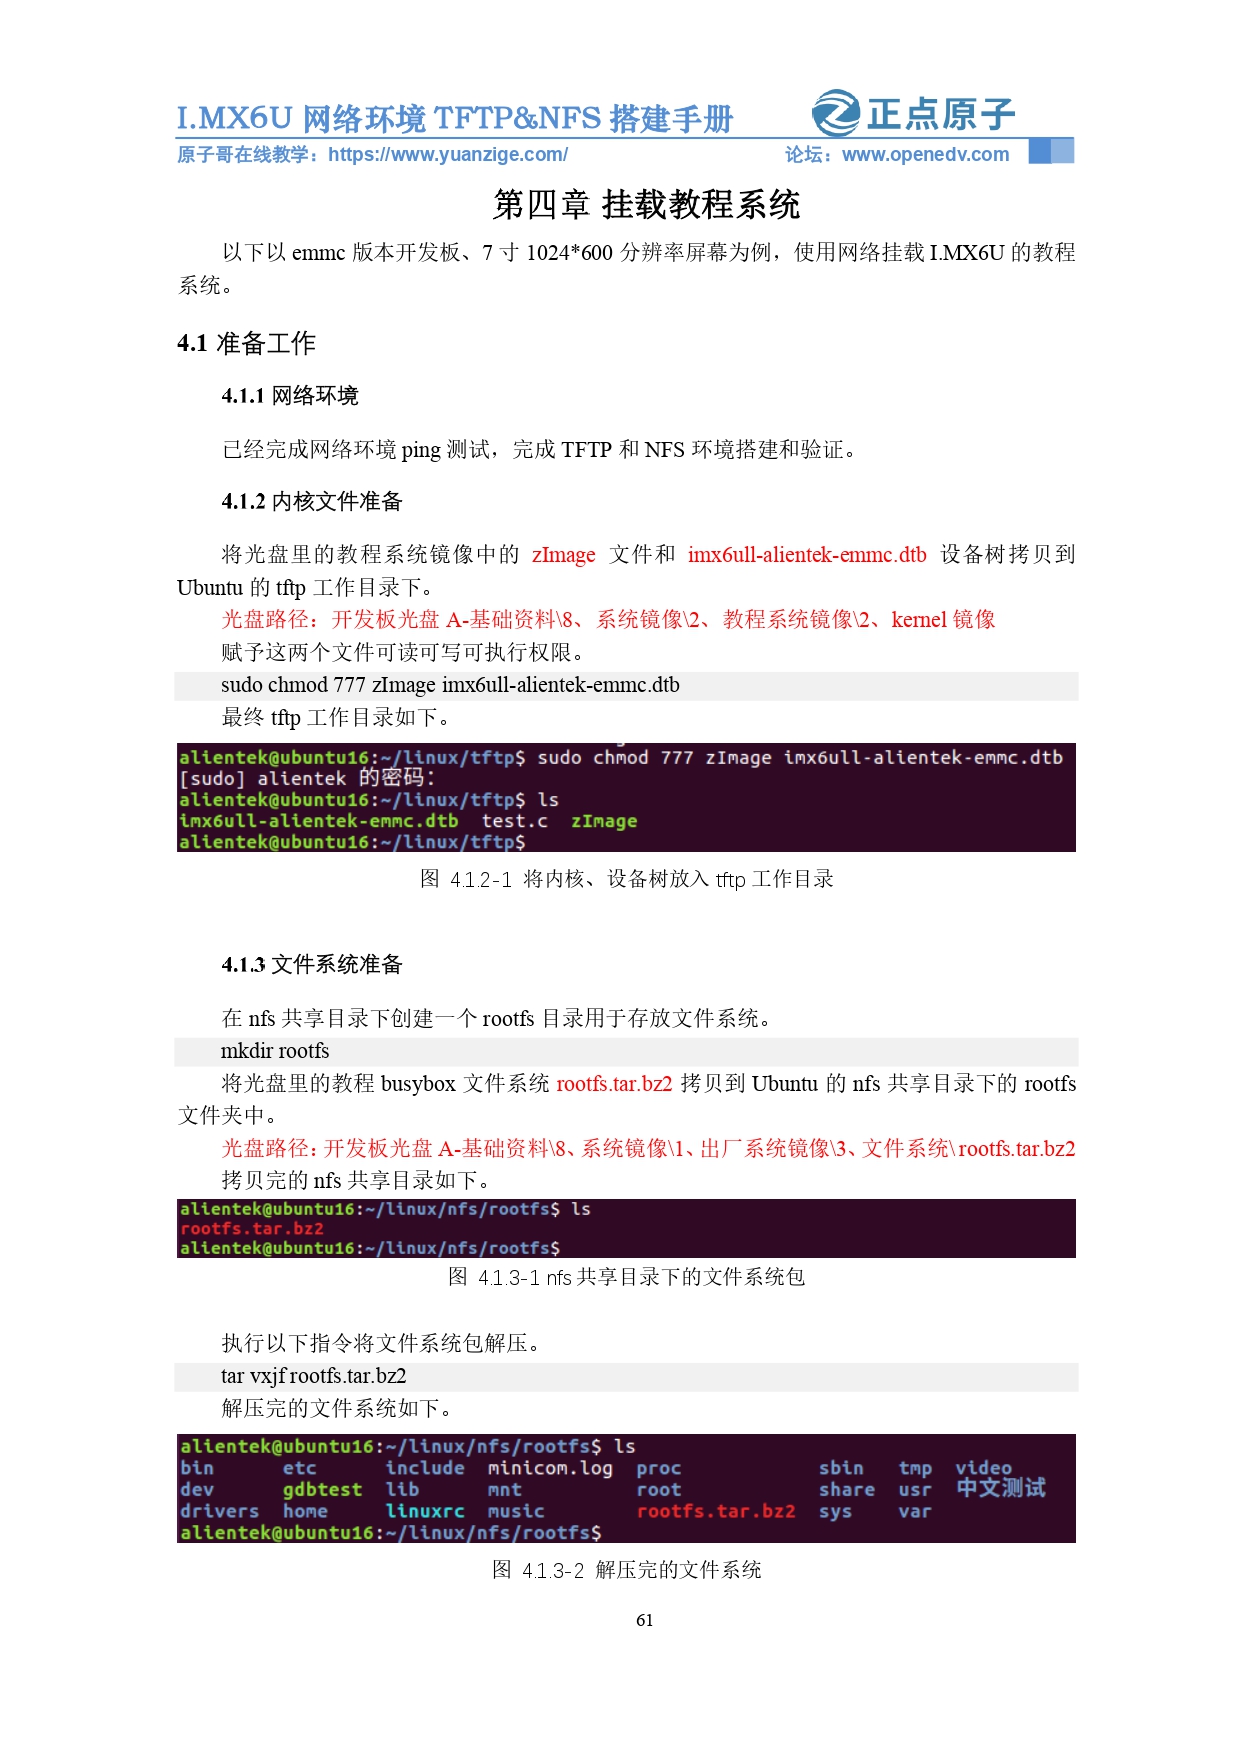 I.MX6U 网络环境 TFTP&NFS 搭建手册
正点原子
原子哥在线教学：https://www.yuanzige.com/ 论坛：www.openedv.com
第四章 挂载教程系统
以下以 emmc 版本开发板、7 寸 1024*600 分辨率屏幕为例，使用网络挂载 I.MX6U 的教程
系统。
4.1 准备工作
4.1.1 网络环境
已经完成网络环境 ping 测试，完成 TFTP 和 NFS 环境搭建和验证。
4.1.2 内核文件准备
将光盘里的教程系统镜像中的 zImage 文件和 imx6ull-alientek-emmc.dtb 设备树拷贝到
Ubuntu 的 tftp 工作目录下。
光盘路径：开发板光盘 A-基础资料\8、系统镜像\2、教程系统镜像\2、kernel 镜像
赋予这两个文件可读可写可执行权限。
sudo chmod 777 zImage imx6ull-alientek-emmc.dtb
最终 tftp 工作目录如下。
alientek@ubuntu16:~/linux/tftp$ sudo chmod 777 zImage imx6ull-alientek-emmc.dtb
[sudo] alientek 的密码：
alientek@ubuntu16:~/linux/tftp$ ls
imx6ull-alientek-emmc.dtb test.c zImage
alientek@ubuntu16:~/linux/tftp$
图 4.1.2-1 将内核、设备树放入 tftp 工作目录
4.1.3 文件系统准备
在 nfs 共享目录下创建一个 rootfs 目录用于存放文件系统。
mkdir rootfs
将光盘里的教程 busybox 文件系统 rootfs.tar.bz2 拷贝到 Ubuntu 的 nfs 共享目录下的 rootfs
文件夹中。
光盘路径：开发板光盘 A-基础资料\8、系统镜像\1、出厂系统镜像\3、文件系统\ rootfs.tar.bz2
拷贝完的 nfs 共享目录如下。
alientek@ubuntu16:~/linux/nfs/rootfs$ ls
rootfs.tar.bz2
alientek@ubuntu16:~/linux/nfs/rootfs$
图 4.1.3-1 nfs 共享目录下的文件系统包
执行以下指令将文件系统包解压。
tar vxjf rootfs.tar.bz2
解压完的文件系统如下。
alientek@ubuntu16:~/linux/nfs/rootfs$ ls
bin etc include minicom.log proc sbin tmp video
dev gdbtest lib mnt root share usr 中文测试
drivers home linuxrc music rootfs.tar.bz2 sys var
alientek@ubuntu16:~/linux/nfs/rootfs$
图 4.1.3-2 解压完的文件系统
61